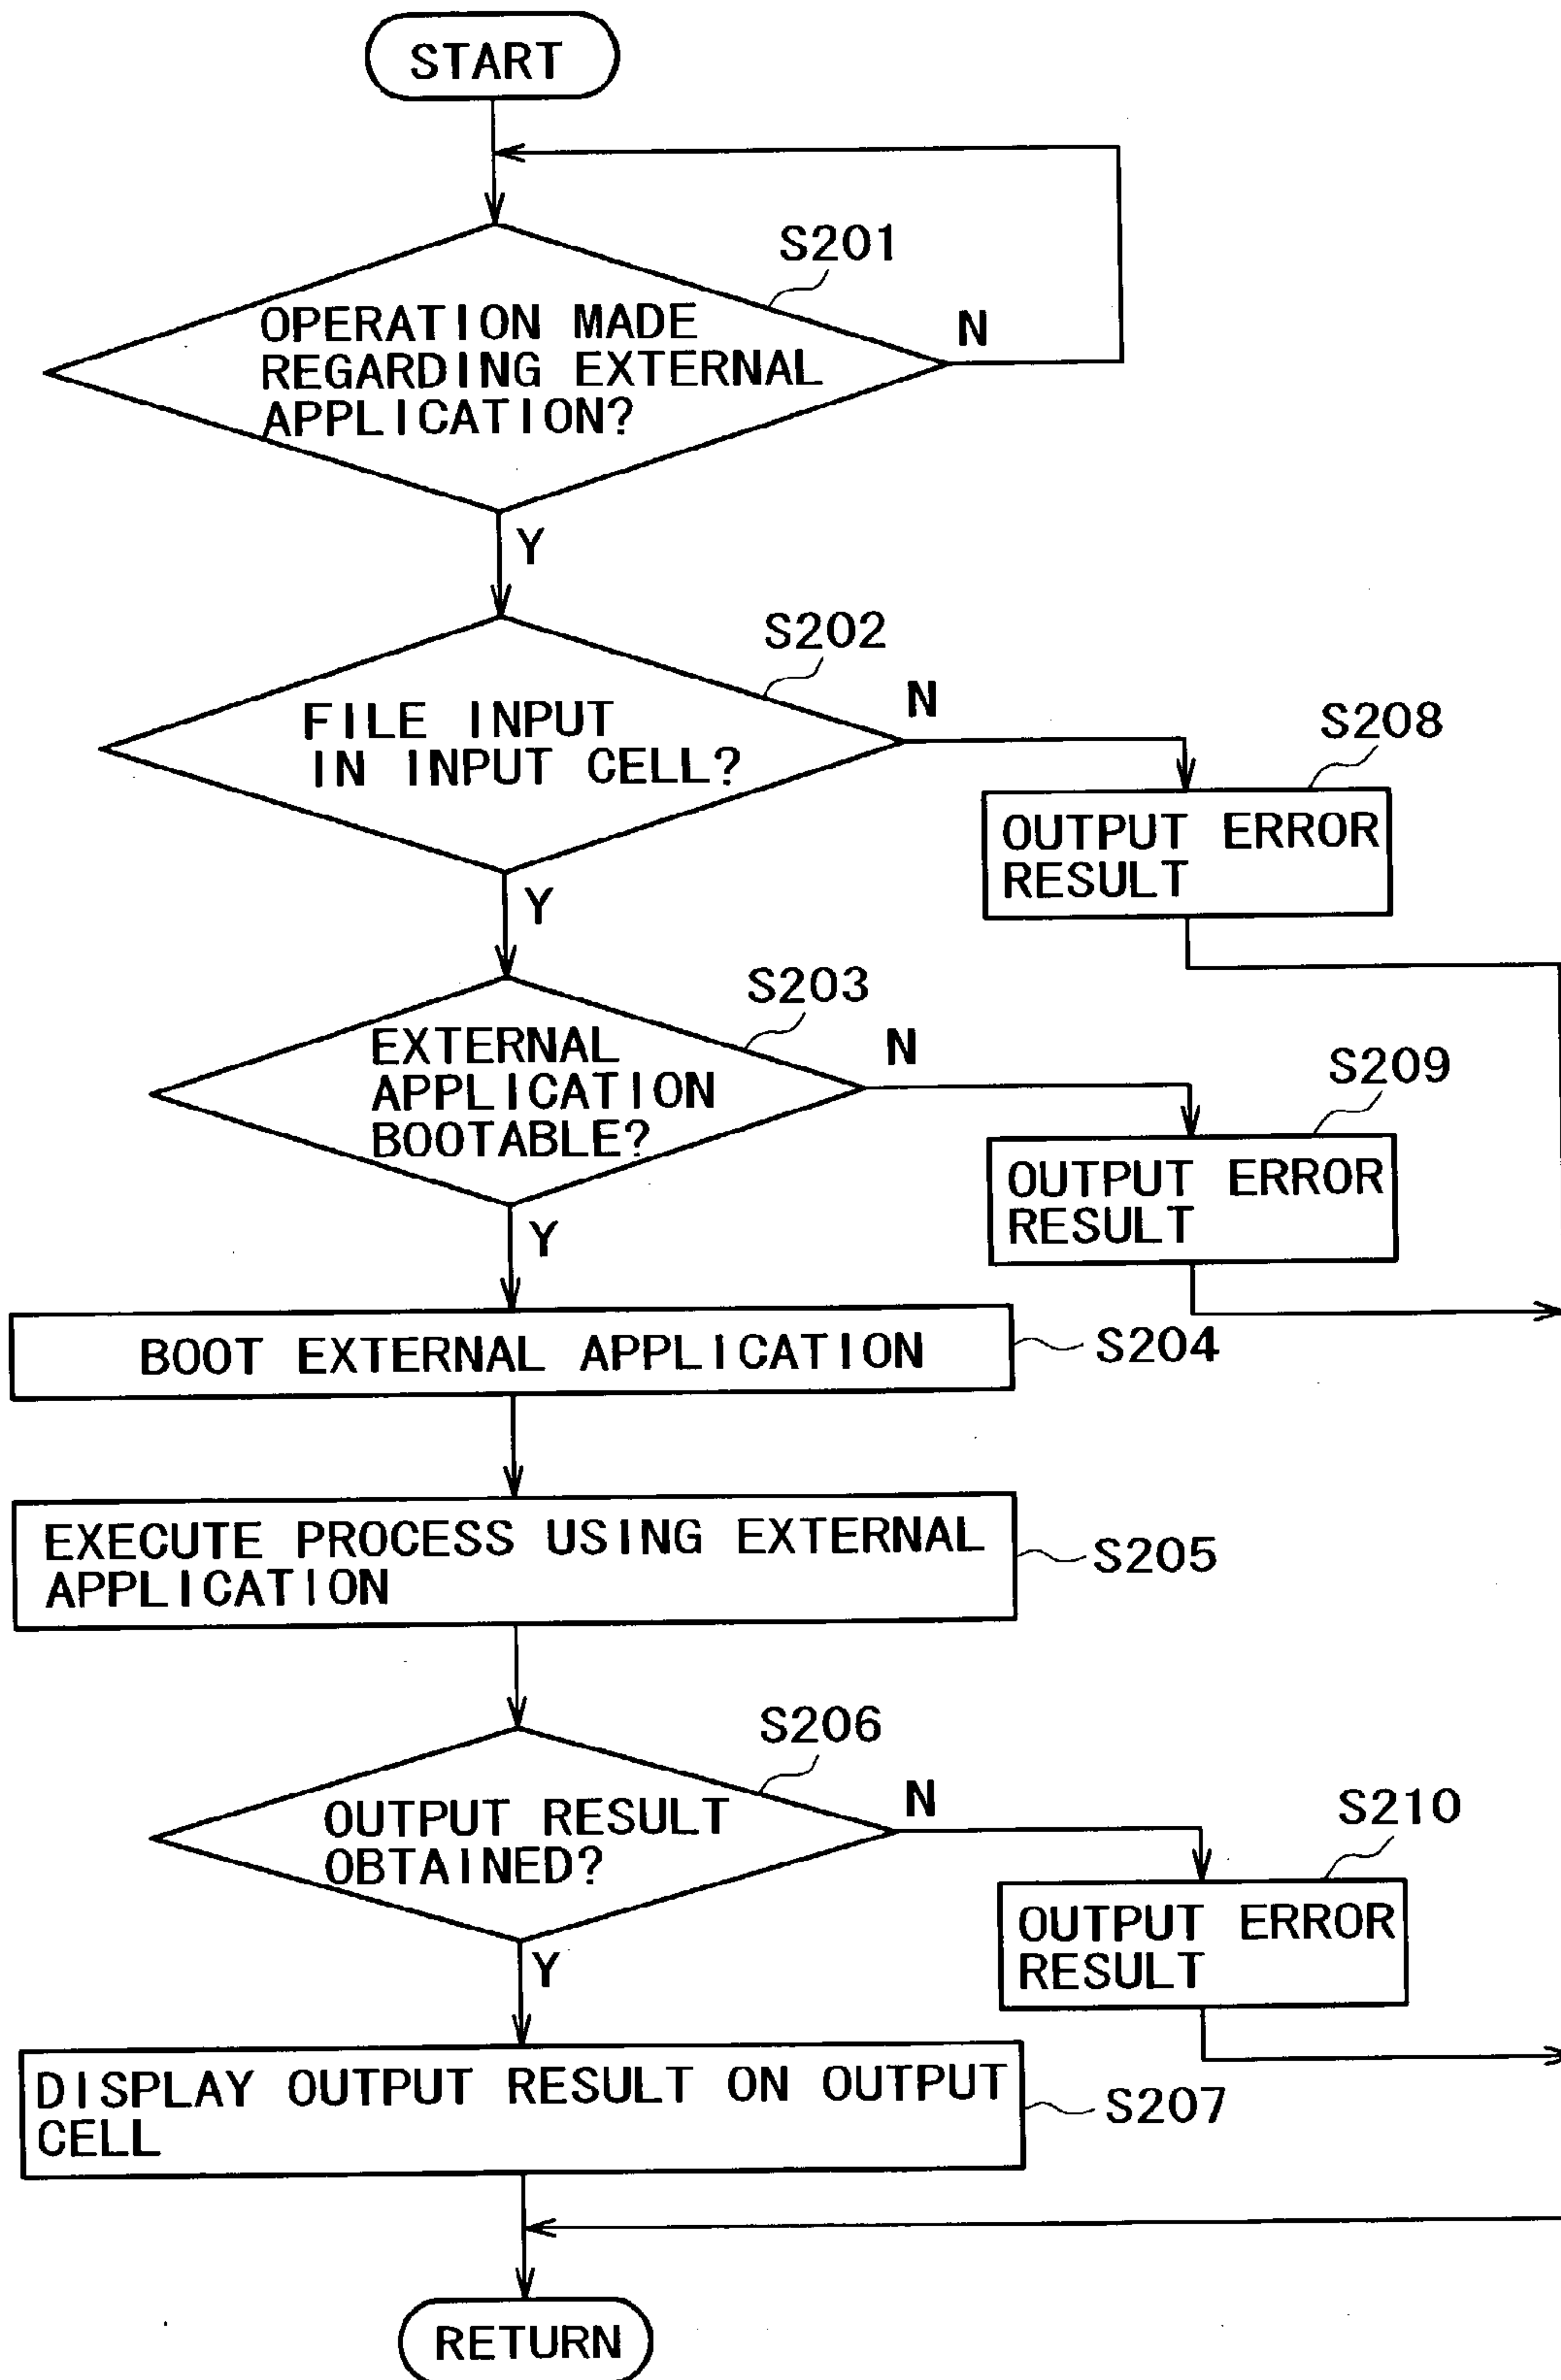 START
S201
OPERATION MADE
REGARDING EXTERNAL
APPLICATION?
N
Y
S202
FILE INPUT
IN INPUT CELL?
N
S208
OUTPUT ERROR
RESULT
Y
S203
EXTERNAL
APPLICATION
BOOTABLE?
N
S209
OUTPUT ERROR
RESULT
Y
BOOT EXTERNAL APPLICATION
S204
EXECUTE PROCESS USING EXTERNAL
APPLICATION
S205
S206
OUTPUT RESULT
OBTAINED?
N
S210
OUTPUT ERROR
RESULT
Y
DISPLAY OUTPUT RESULT ON OUTPUT
CELL
S207
RETURN